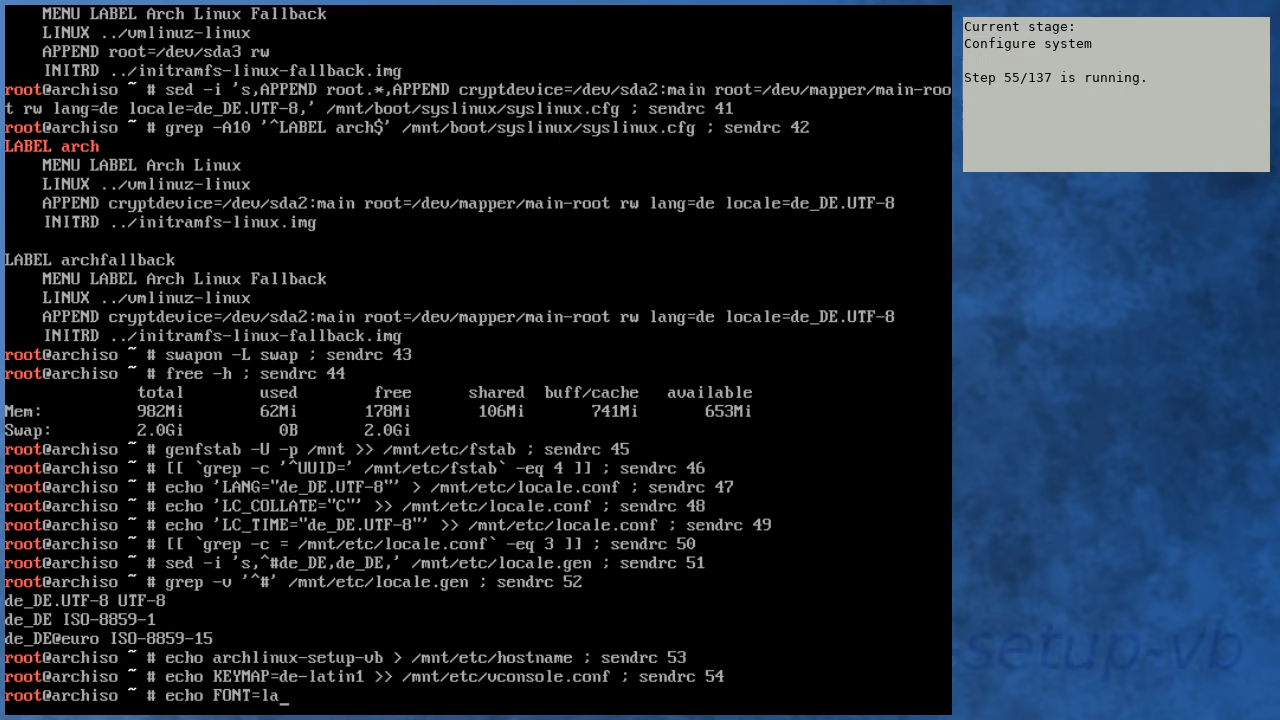 MENU LABEL Arch Linux Fallback
    LINUX ../vmlinuz-linux
    APPEND root=/dev/sda3 rw
    INITRD ../initramfs-linux-fallback.img
root@archiso ~ # sed -i 's,APPEND root.*,APPEND cryptdevice=/dev/sda2:main root=/dev/mapper/main-roo
t rw lang=de locale=de_DE.UTF-8,' /mnt/boot/syslinux/syslinux.cfg ; sendrc 41
root@archiso ~ # grep -A10 '^LABEL arch$' /mnt/boot/syslinux/syslinux.cfg ; sendrc 42
LABEL arch
    MENU LABEL Arch Linux
    LINUX ../vmlinuz-linux
    APPEND cryptdevice=/dev/sda2:main root=/dev/mapper/main-root rw lang=de locale=de_DE.UTF-8
    INITRD ../initramfs-linux.img

LABEL archfallback
    MENU LABEL Arch Linux Fallback
    LINUX ../vmlinuz-linux
    APPEND cryptdevice=/dev/sda2:main root=/dev/mapper/main-root rw lang=de locale=de_DE.UTF-8
    INITRD ../initramfs-linux-fallback.img
root@archiso ~ # swapon -L swap ; sendrc 43
root@archiso ~ # free -h ; sendrc 44
              total        used        free      shared  buff/cache   available
Mem:          982Mi        62Mi       178Mi       106Mi       741Mi       653Mi
Swap:         2.0Gi          0B       2.0Gi
root@archiso ~ # genfstab -U -p /mnt >> /mnt/etc/fstab ; sendrc 45
root@archiso ~ # [[ `grep -c '^UUID=' /mnt/etc/fstab` -eq 4 ]] ; sendrc 46
root@archiso ~ # echo 'LANG="de_DE.UTF-8"' > /mnt/etc/locale.conf ; sendrc 47
root@archiso ~ # echo 'LC_COLLATE="C"' >> /mnt/etc/locale.conf ; sendrc 48
root@archiso ~ # echo 'LC_TIME="de_DE.UTF-8"' >> /mnt/etc/locale.conf ; sendrc 49
root@archiso ~ # [[ `grep -c = /mnt/etc/locale.conf` -eq 3 ]] ; sendrc 50
root@archiso ~ # sed -i 's,^#de_DE,de_DE,' /mnt/etc/locale.gen ; sendrc 51
root@archiso ~ # grep -v '^#' /mnt/etc/locale.gen ; sendrc 52
de_DE.UTF-8 UTF-8
de_DE ISO-8859-1
de_DE@euro ISO-8859-15
root@archiso ~ # echo archlinux-setup-vb > /mnt/etc/hostname ; sendrc 53
root@archiso ~ # echo KEYMAP=de-latin1 >> /mnt/etc/vconsole.conf ; sendrc 54
root@archiso ~ # echo FONT=la_
Current stage:
Configure system

Step 55/137 is running.
setup-vb